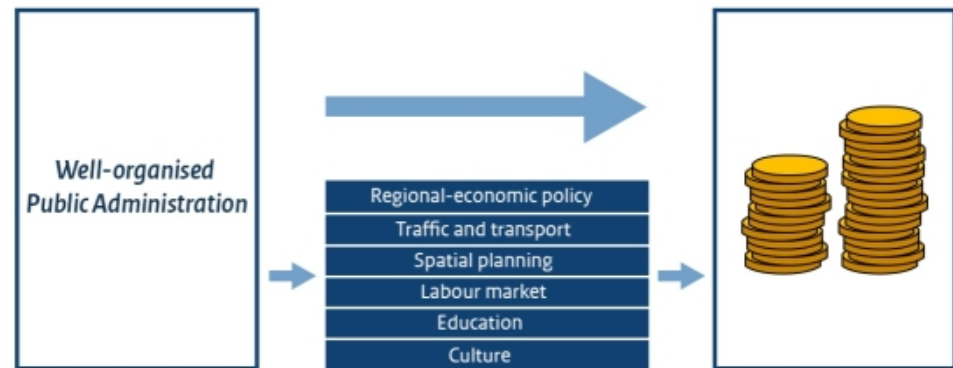 Well-organised
Public Administration
Regional-economic policy
Traffic and transport
Spatial planning
Labour market
Education
Culture